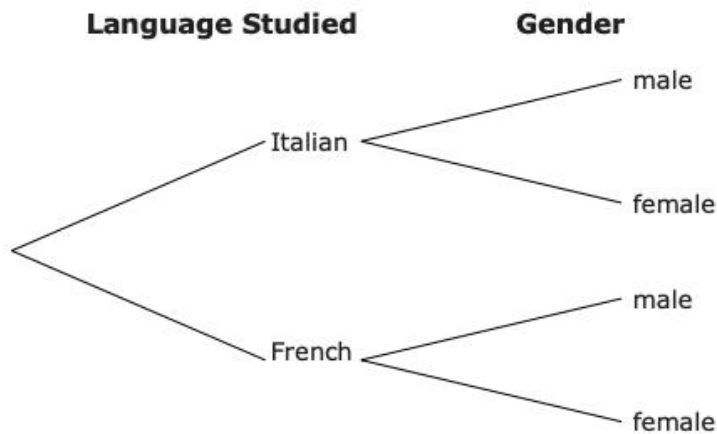 Language Studied Gender
male
Italian
female
male
French
female